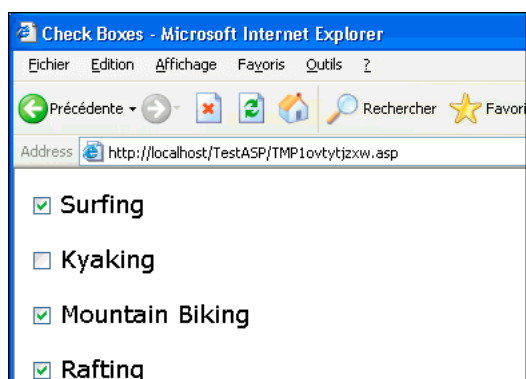 Check Boxes - Microsoft Internet Explorer
Fichier Edition Affichage Favoris Outils ?
Précédente Rechercher Favori
Address http://localhost/TestASP/TMP1ovtytjzxw.asp
Surfing
Kyaking
Mountain Biking
Rafting